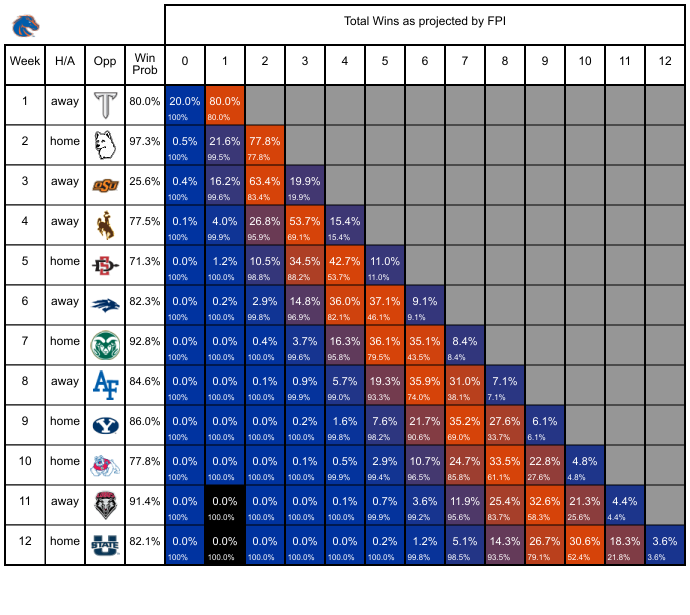 Total Wins as projected by FPI
Week H/A Opp Win Prob 0 1 2 3 4 5 6 7 8 9 10 11 12
1 away T 80.0% 20.0% 80.0%
100% 80.0%
2 home 97.3% 0.5% 21.6% 77.8%
100% 99.5% 77.8%
3 away OSU 25.6% 0.4% 16.2% 63.4% 19.9%
100% 99.6% 83.4% 19.9%
4 away 77.5% 0.1% 4.0% 26.8% 53.7% 15.4%
100% 99.9% 95.9% 69.1% 15.4%
5 home SD 71.3% 0.0% 1.2% 10.5% 34.5% 42.7% 11.0%
100% 100.0% 98.8% 88.2% 53.7% 11.0%
6 away 82.3% 0.0% 0.2% 2.9% 14.8% 36.0% 37.1% 9.1%
100% 100.0% 99.8% 96.9% 82.1% 46.1% 9.1%
7 home 92.8% 0.0% 0.0% 0.4% 3.7% 16.3% 36.1% 35.1% 8.4%
100% 100.0% 100.0% 99.6% 95.8% 79.5% 43.5% 8.4%
8 away AF 84.6% 0.0% 0.0% 0.1% 0.9% 5.7% 19.3% 35.9% 31.0% 7.1%
100% 100.0% 100.0% 99.9% 99.0% 93.3% 74.0% 38.1% 7.1%
9 home Y 86.0% 0.0% 0.0% 0.0% 0.2% 1.6% 7.6% 21.7% 35.2% 27.6% 6.1%
100% 100.0% 100.0% 100.0% 99.8% 98.2% 90.6% 69.0% 33.7% 6.1%
10 home 77.8% 0.0% 0.0% 0.0% 0.1% 0.5% 2.9% 10.7% 24.7% 33.5% 22.8% 4.8%
100% 100.0% 100.0% 100.0% 99.9% 99.4% 96.5% 85.8% 61.1% 27.6% 4.8%
11 away 91.4% 0.0% 0.0% 0.0% 0.0% 0.1% 0.7% 3.6% 11.9% 25.4% 32.6% 21.3% 4.4%
100% 100.0% 100.0% 100.0% 100.0% 99.9% 99.2% 95.6% 83.7% 58.3% 25.6% 4.4%
12 home U STATE 82.1% 0.0% 0.0% 0.0% 0.0% 0.0% 0.2% 1.2% 5.1% 14.3% 26.7% 30.6% 18.3% 3.6%
100% 100.0% 100.0% 100.0% 100.0% 100.0% 99.8% 98.5% 93.5% 79.1% 52.4% 21.8% 3.6%